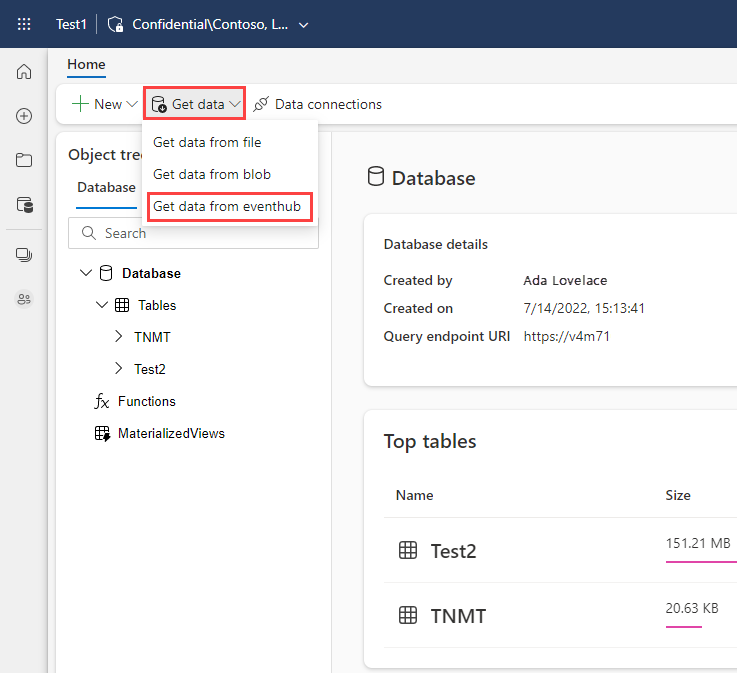 Test1 Confidential\Contoso, L...
Home
New Get data Data connections
Get data from file
Get data from blob
Get data from eventhub
Object tre
Database
Search
Database
Tables
TNMT
Test2
Functions
MaterializedViews
Database
Database details
Created by Ada Lovelace
Created on 7/14/2022, 15:13:41
Query endpoint URI https://v4m71
Top tables
Name Size
Test2 151.21 MB
TNMT 20.63 KB